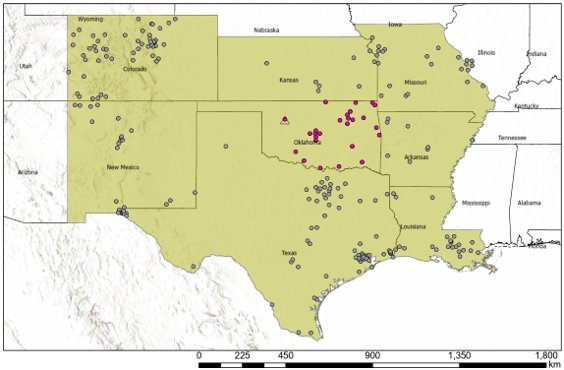 Wyoming
Iowa
Nebraska
Illinois
Indiana
Utah
Colorado
Kansas
Missouri
Kentucky
Tennessee
Oklahoma
Arkansas
New Mexico
Arizona
Mississippi
Alabama
Louisiana
Florida
Texas
0 225 450 900 1,350 1,800
km